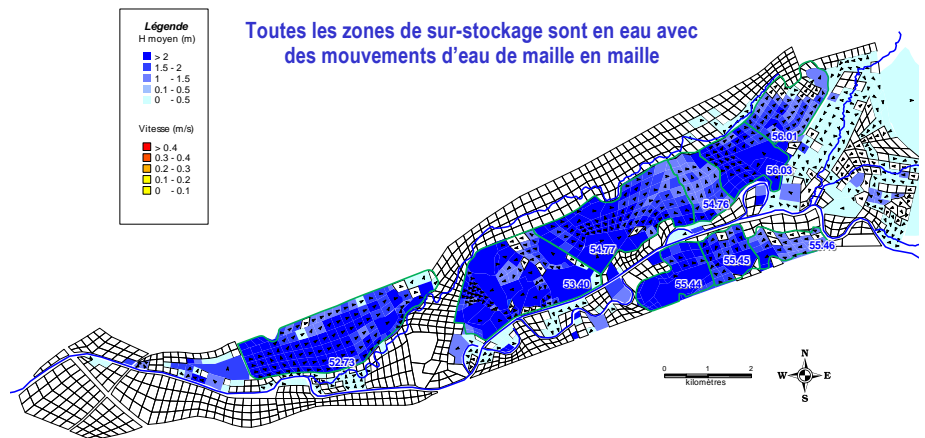 Toutes les zones de sur-stockage sont en eau avec
des mouvements d'eau de maille en maille
Légende
H moyen (m)
> 2
1.5 - 2
1 - 1.5
0.1 - 0.5
0 - 0.5
Vitesse (m/s)
> 0.4
0.3 - 0.4
0.2 - 0.3
0.1 - 0.2
0 - 0.1
56.01
56.03
54.76
54.77
55.46
55.45
53.40
55.44
52.73
0 1 2
kilomètres
N
W E
S